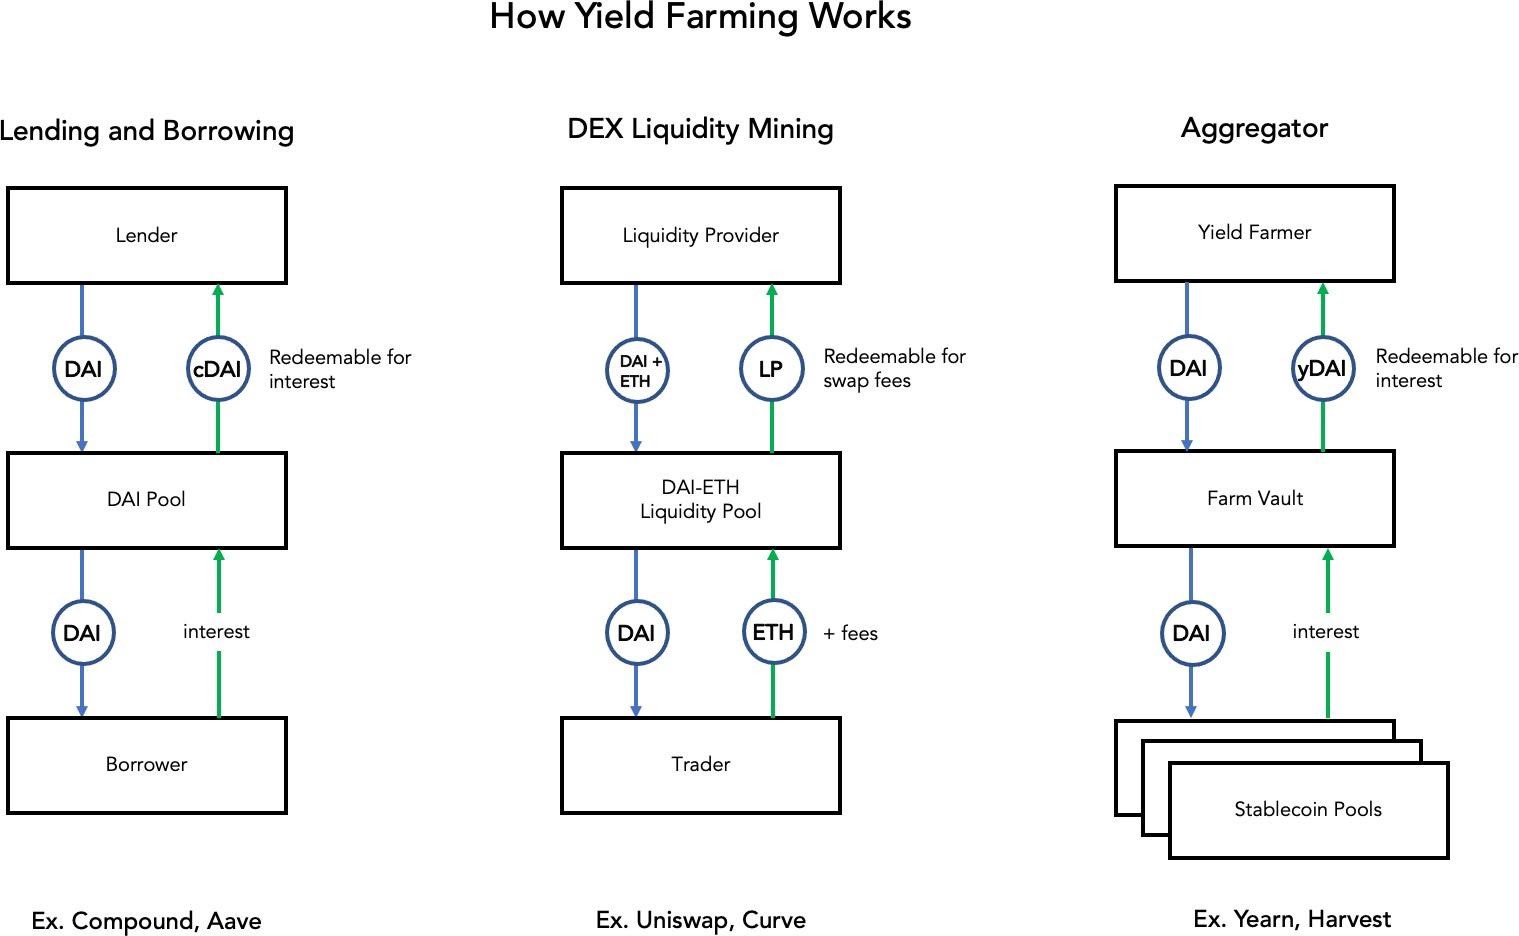 How Yield Farming Works
Lending and Borrowing
Lender
DAI
cDAI
Redeemable for
interest
DAI Pool
DAI
interest
Borrower
Ex. Compound, Aave
DEX Liquidity Mining
Liquidity Provider
DAI +
ETH
LP
Redeemable for
swap fees
DAI-ETH
Liquidity Pool
DAI
ETH
+ fees
Trader
Ex. Uniswap, Curve
Aggregator
Yield Farmer
DAI
yDAI
Redeemable for
interest
Farm Vault
DAI
interest
Stablecoin Pools
Ex. Yearn, Harvest